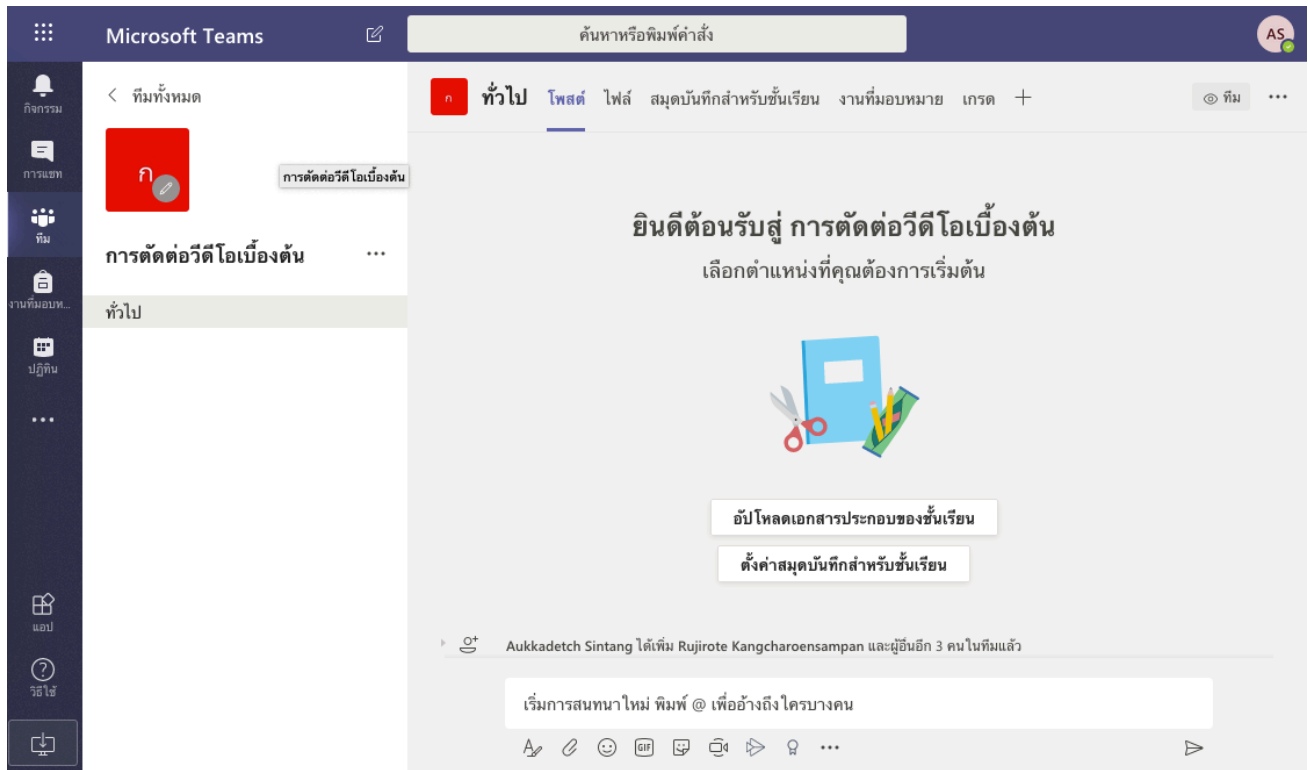 Microsoft Teams
ค้นหาหรือพิมพ์คำสั่ง
AS
กิจกรรม
การแชท
ทีม
งานที่มอบห...
ปฏิทิน
แอป
วิธีใช้
ทีมทั้งหมด
ก
การตัดต่อวีดีโอเบื้องต้น
การตัดต่อวีดีโอเบื้องต้น
ทั่วไป
ก ทั่วไป โพสต์ ไฟล์ สมุดบันทึกสำหรับชั้นเรียน งานที่มอบหมาย เกรด + ทีม
ยินดีต้อนรับสู่ การตัดต่อวีดีโอเบื้องต้น
เลือกตำแหน่งที่คุณต้องการเริ่มต้น
อัปโหลดเอกสารประกอบของชั้นเรียน
ตั้งค่าสมุดบันทึกสำหรับชั้นเรียน
Aukkadetch Sintang ได้เพิ่ม Rujirote Kangcharoensampan และผู้อื่นอีก 3 คนในทีมแล้ว
เริ่มการสนทนาใหม่ พิมพ์ @ เพื่ออ้างถึงใครบางคน
GIF